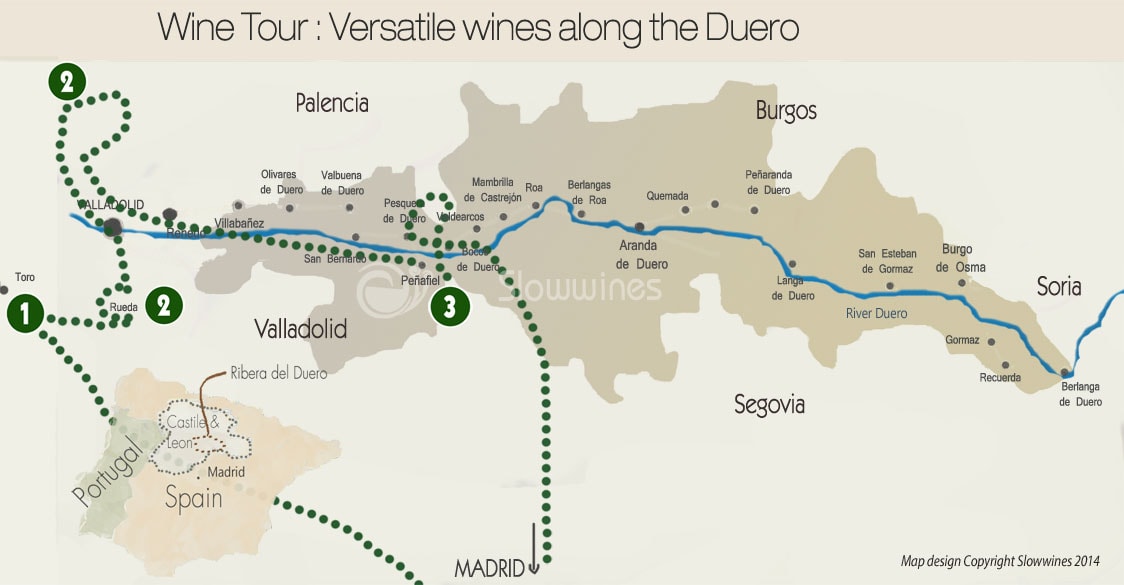 Wine Tour : Versatile wines along the Duero
2
Palencia
Burgos
Olivares
de Duero
Valbuena
de Duero
Mambrilla
de Castrejón
Roa
Berlangas
de Roa
Quemada
Peñaranda
de Duero
VALLADOLID
Renedo
Villabañez
Pesquera
de Duero
Valdearcos
San Bernardo
Bocos
de Duero
Peñafiel
Aranda
de Duero
San Esteban
de Gormaz
Burgo
de Osma
Langa
de Duero
River Duero
Soria
Toro
1
Rueda
2
3
Slowwines
Valladolid
Gormaz
Recuerda
Berlanga
de Duero
Segovia
Ribera del Duero
Castile &
Leon
Portugal
Madrid
Spain
MADRID
Map design Copyright Slowwines 2014